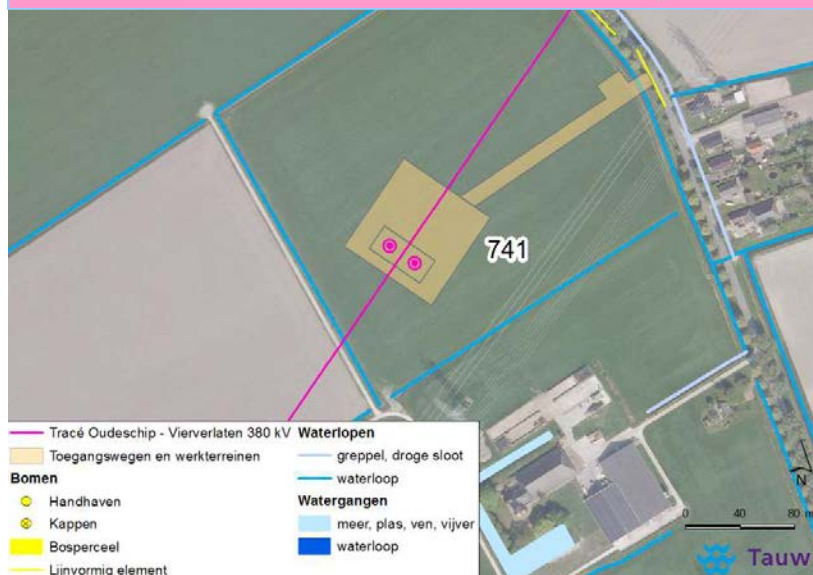 741
Tracé Oudeschip - Vierverlaten 380 kV
Toegangswegen en werkterreinen
Bomen
Handhaven
Kappen
Bosperceel
Lijnvormig element
Waterlopen
greppel, droge sloot
waterloop
Watergangen
meer, plas, ven, vijver
waterloop
N
0 40 80 m
Tauw